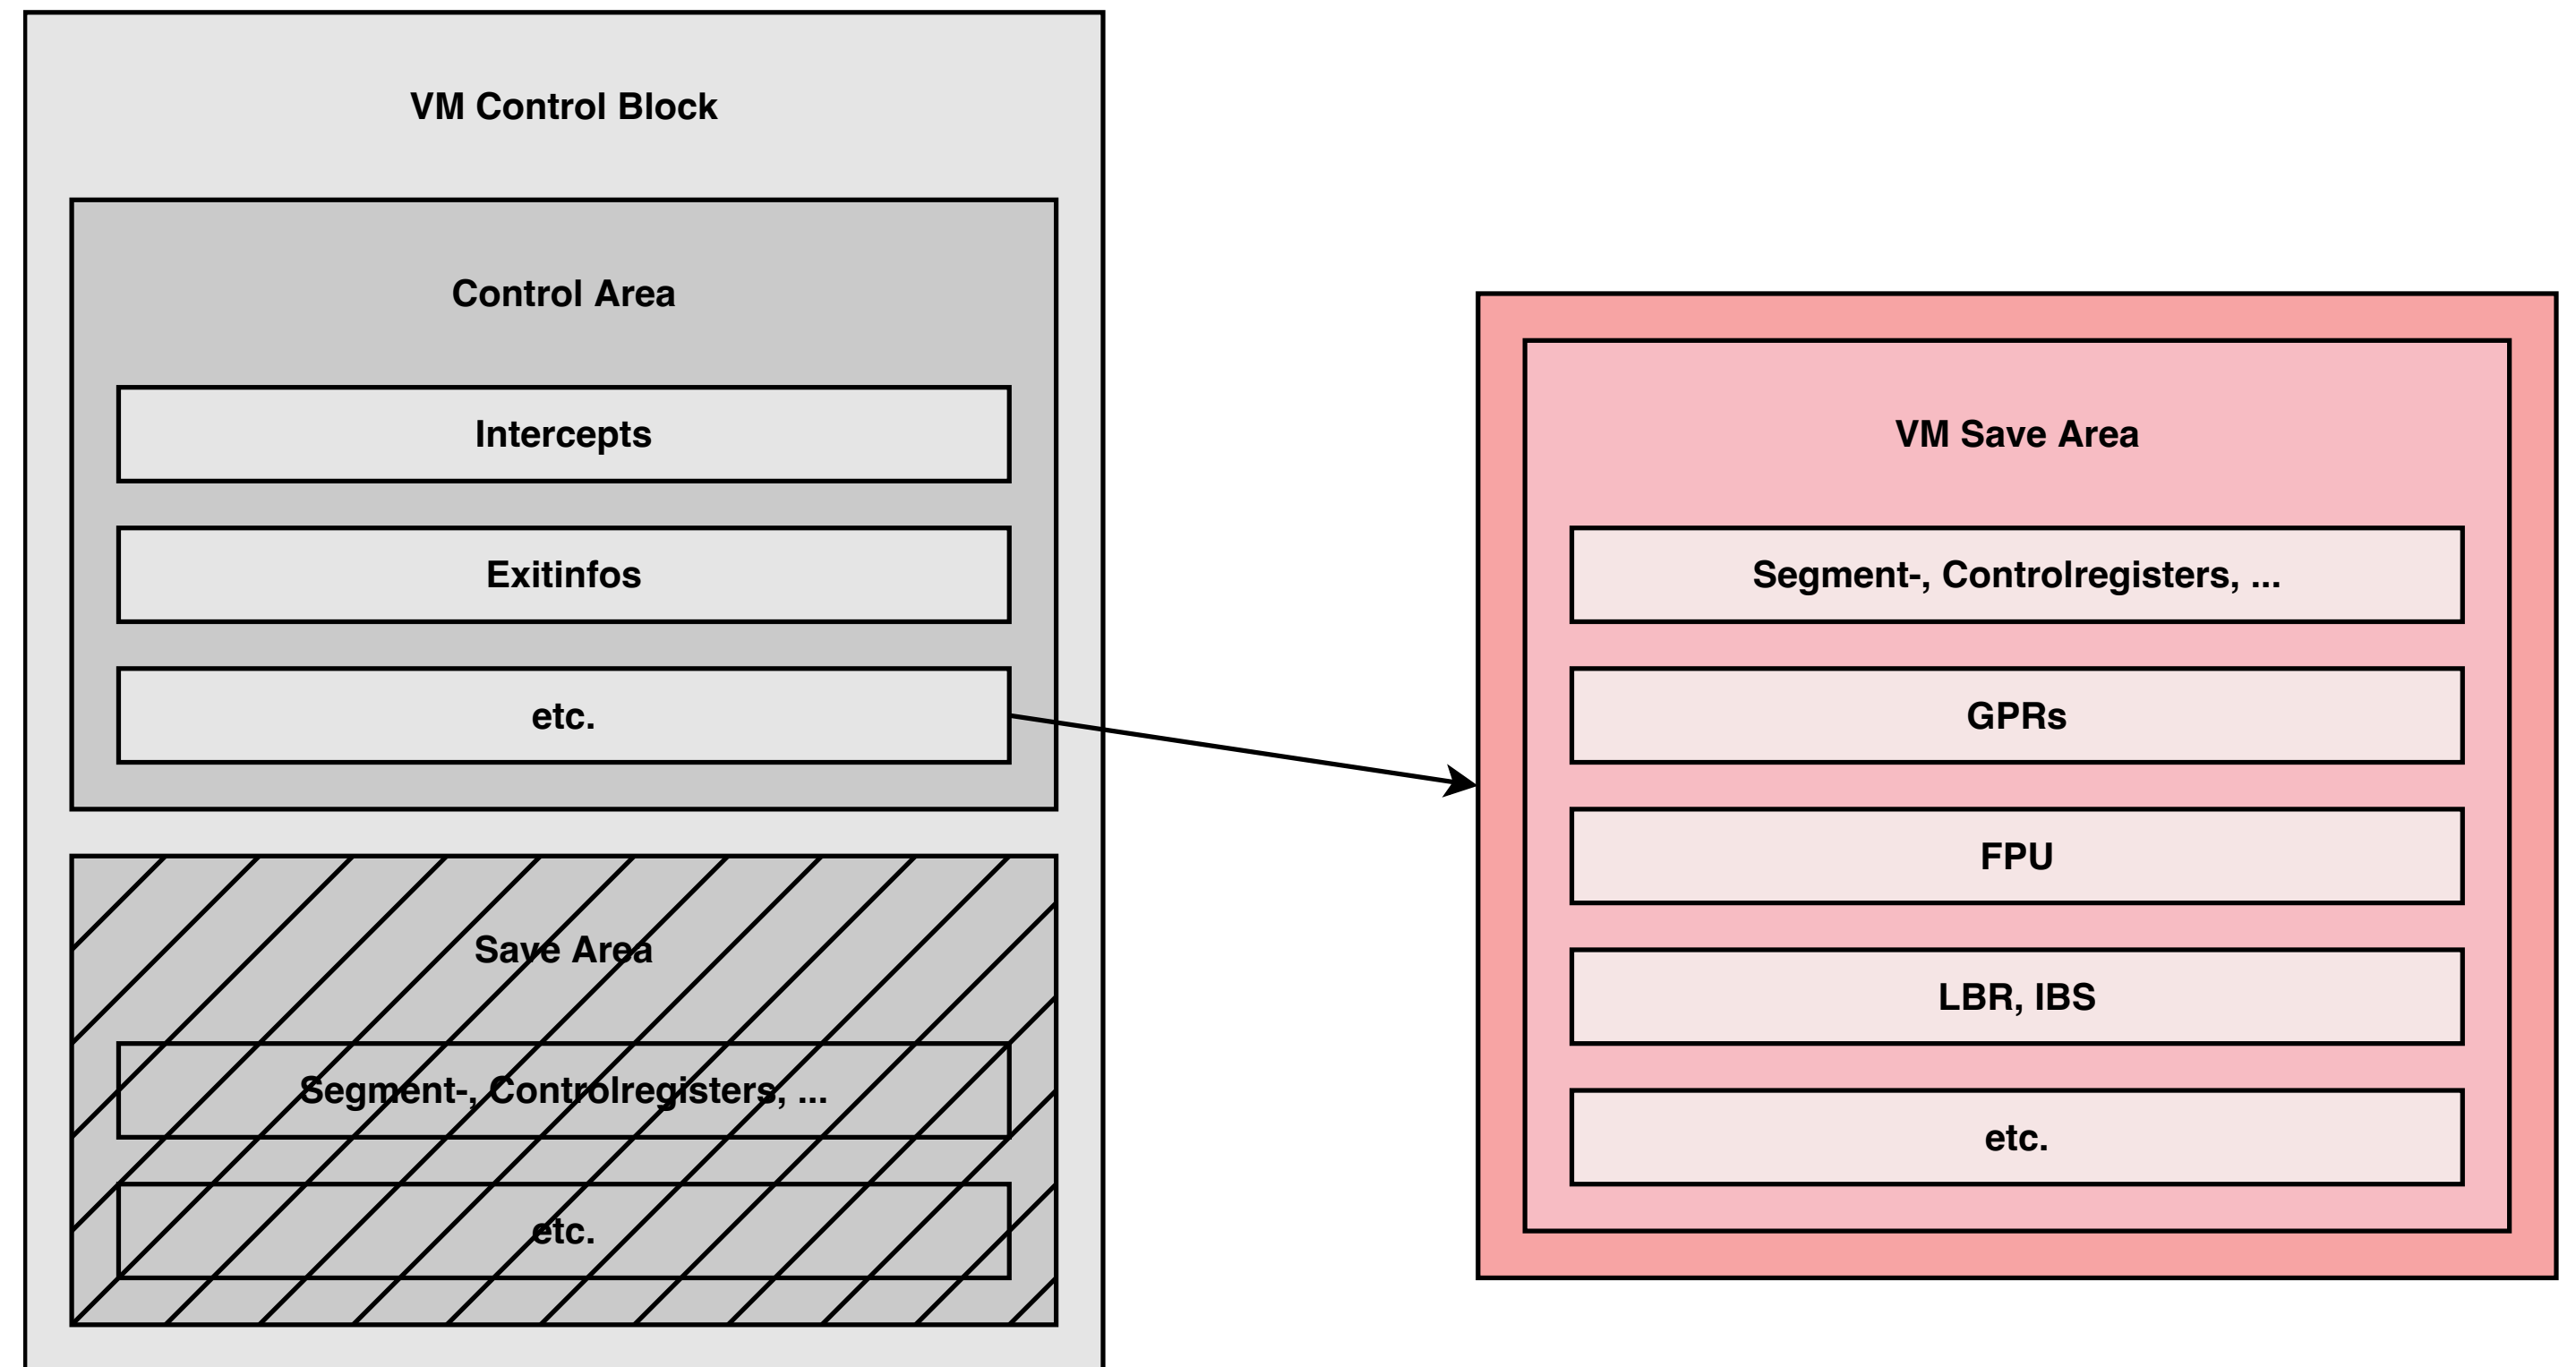 VM Control Block
Control Area
Intercepts
Exitinfos
etc.
Save Area
Segment-, Controlregisters, ...
etc.
VM Save Area
Segment-, Controlregisters, ...
GPRs
FPU
LBR, IBS
etc.